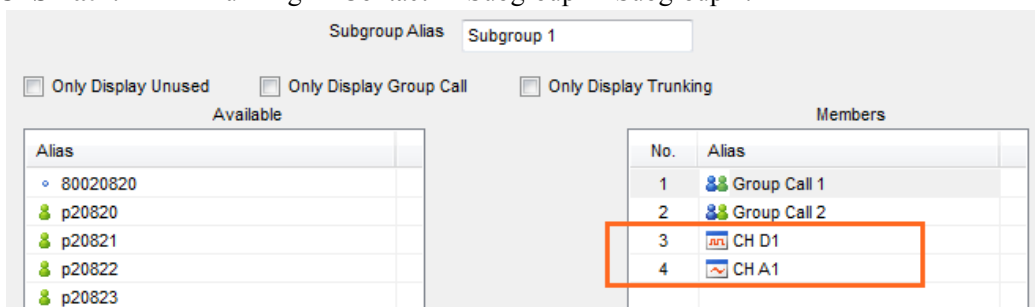 Subgroup Alias Subgroup 1
Only Display Unused Only Display Group Call Only Display Trunking
Available Members
Alias No. Alias
80020820 1 Group Call 1
p20820 2 Group Call 2
p20821 3 CH D1
p20822 4 CH A1
p20823